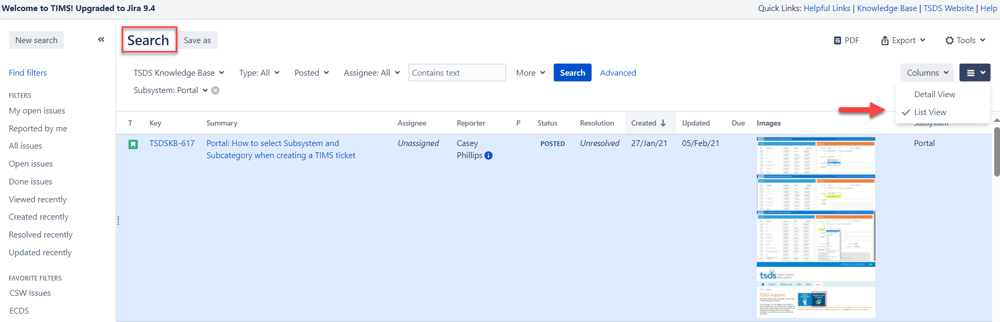 Welcome to TIMS! Upgraded to Jira 9.4
Quick Links: Helpful Links | Knowledge Base | TSDS Website | Help
New search
Search
Save as
PDF
Export
Tools
Find filters
TSDS Knowledge Base
Type: All
Posted
Assignee: All
Contains text
More
Search
Advanced
Columns
Subsystem: Portal
Detail View
List View
FILTERS
My open issues
Reported by me
All issues
Open issues
Done issues
Viewed recently
Created recently
Resolved recently
Updated recently
FAVORITE FILTERS
CSW Issues
ECDS
T Key Summary Assignee Reporter P Status Resolution Created Updated Due Images Subsystem
TSDSKB-617
Portal: How to select Subsystem and
Subcategory when creating a TIMS ticket
Unassigned
Casey
Phillips
POSTED
Unresolved
27/Jan/21
05/Feb/21
Portal
tsds texas student
data system
TSDS Support